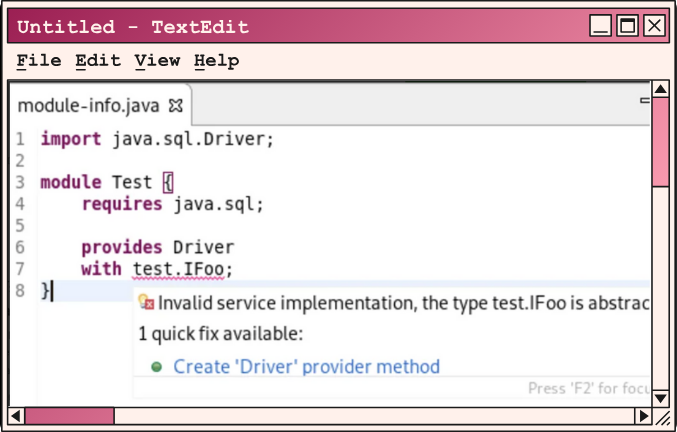 Untitled - TextEdit
File Edit View Help
module-info.java
1 import java.sql.Driver;
2
3 module Test {
4 requires java.sql;
5
6 provides Driver
7 with test.IFoo;
8 }
Invalid service implementation, the type test.IFoo is abstrac
1 quick fix available:
Create 'Driver' provider method
Press 'F2' for focu